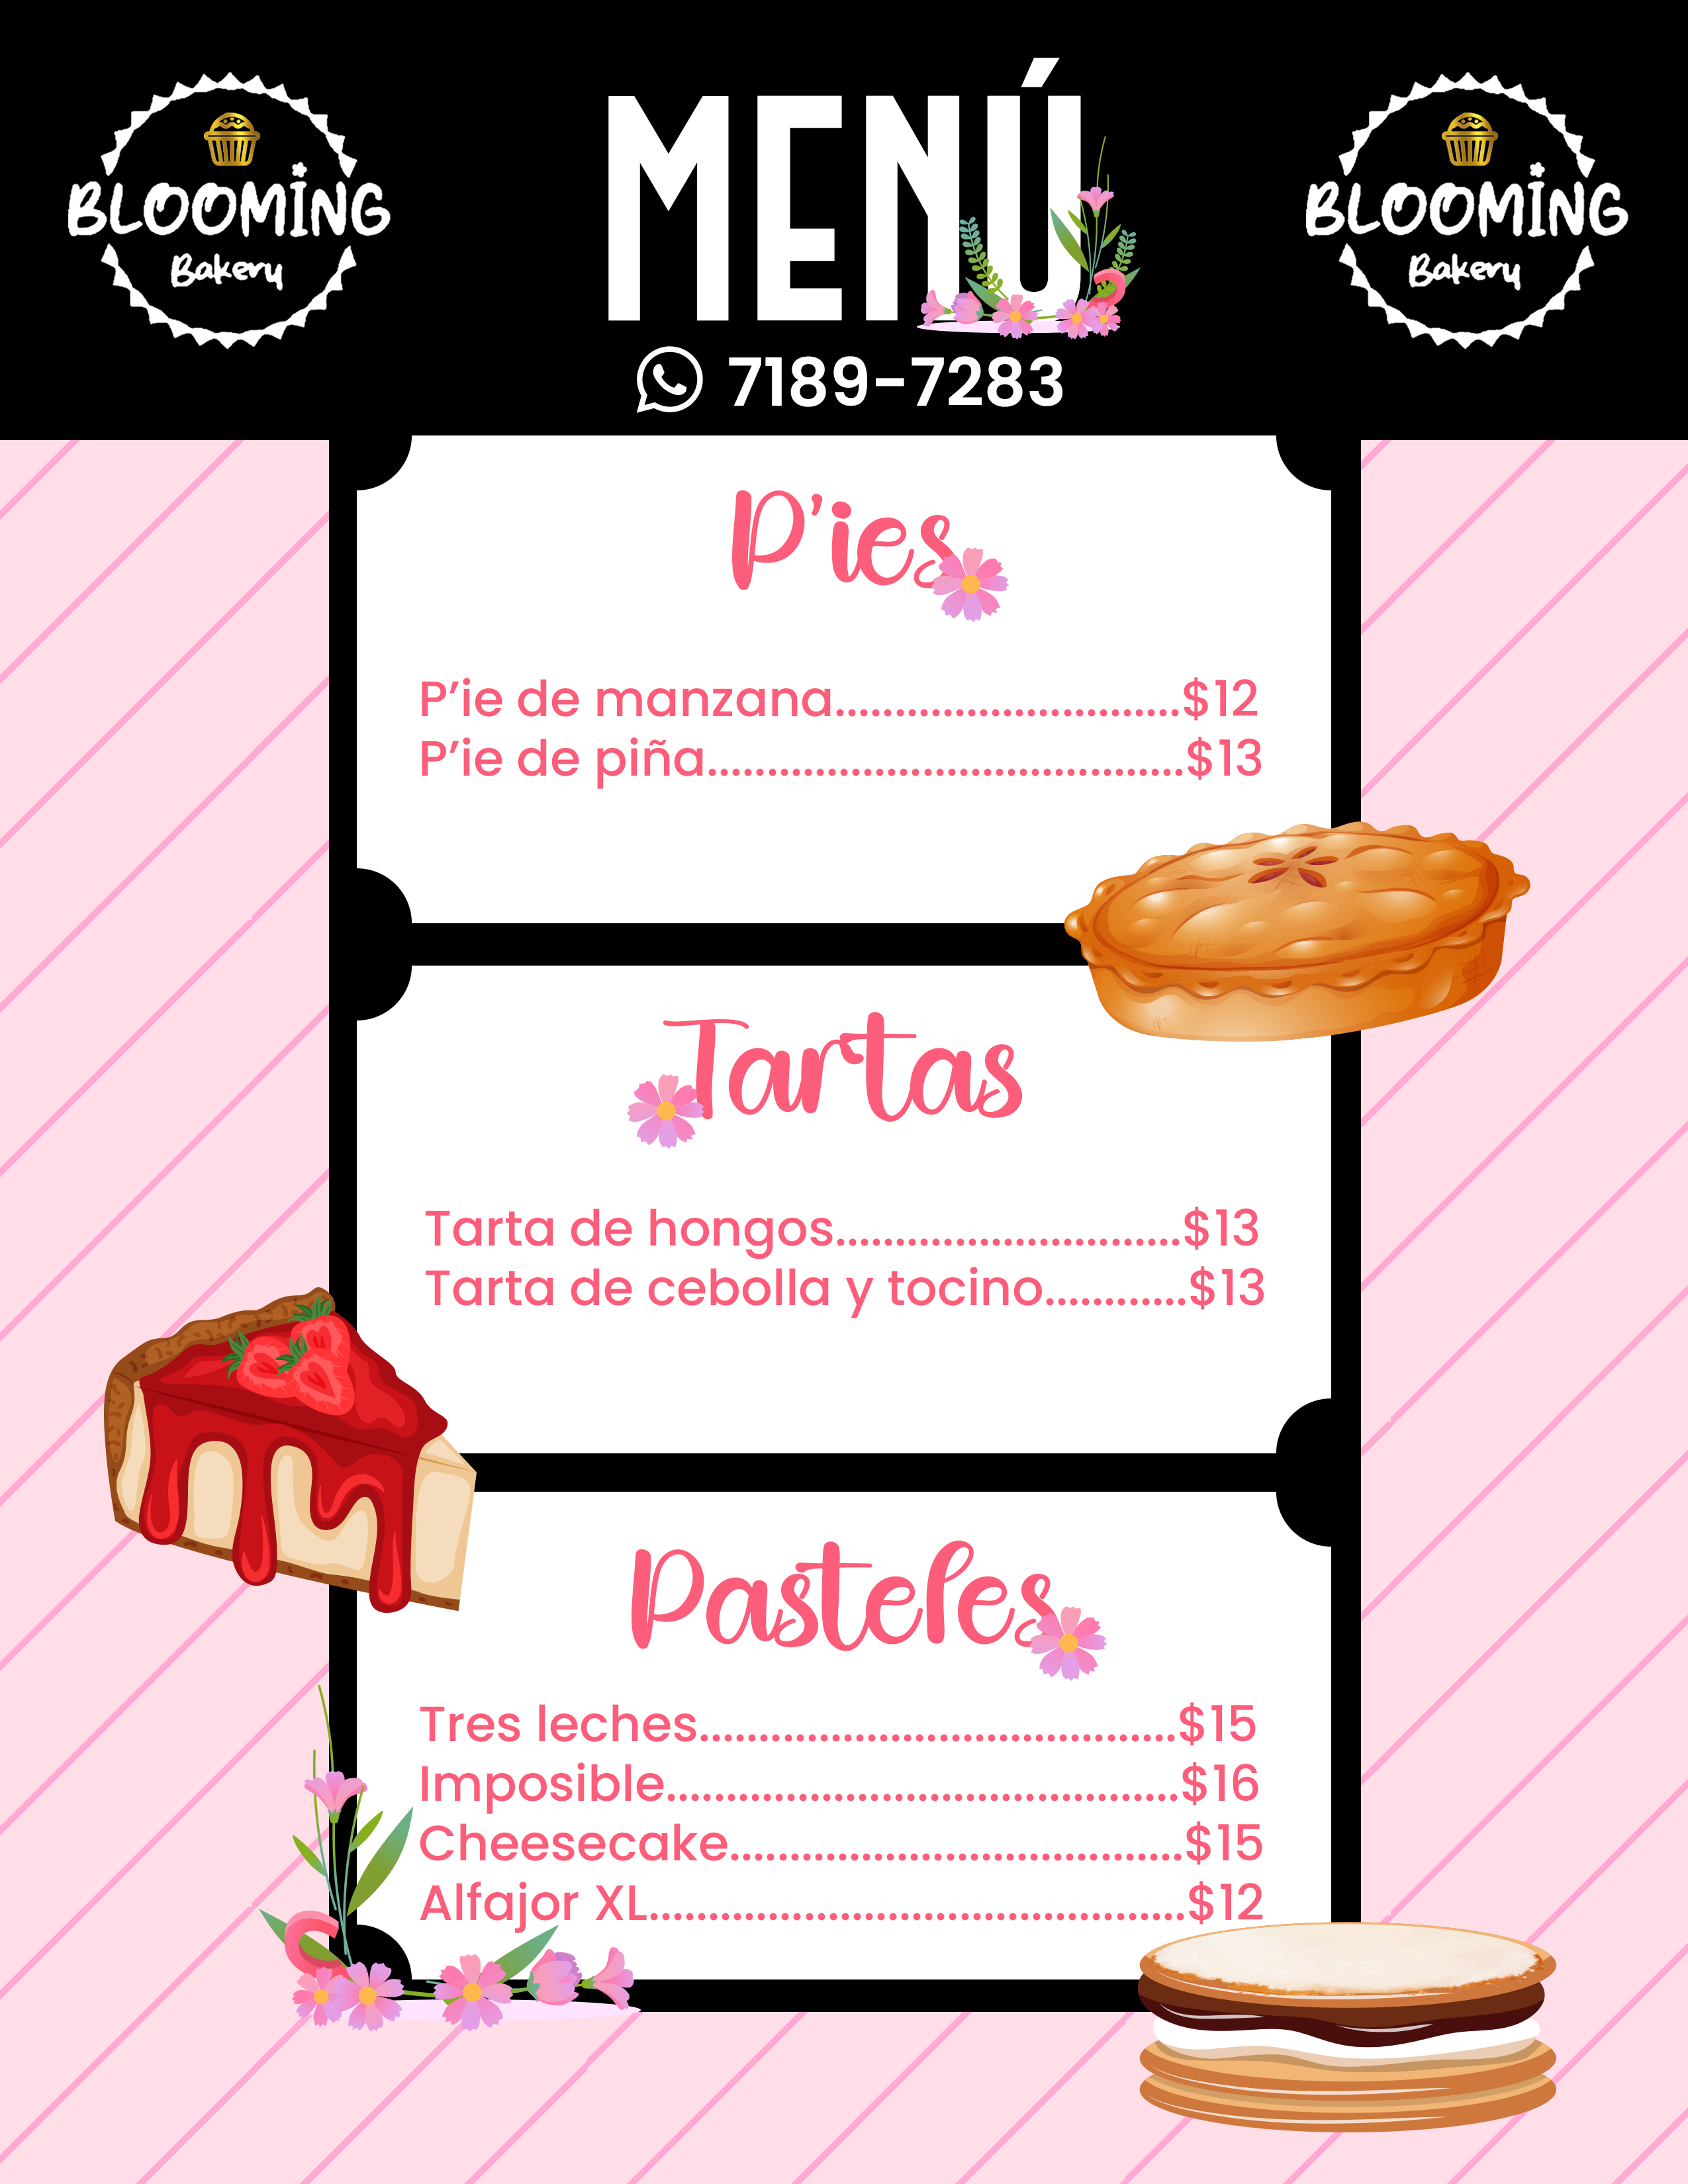 BLOOMING
Bakery
MENÚ
BLOOMING
Bakery
7189-7283
P'ies
P'ie de manzana.............................$12
P'ie de piña........................................$13
Tartas
Tarta de hongos.............................$13
Tarta de cebolla y tocino............$13
Pasteles
Tres leches........................................$15
Imposible...........................................$16
Cheesecake......................................$15
Alfajor XL.............................................$12